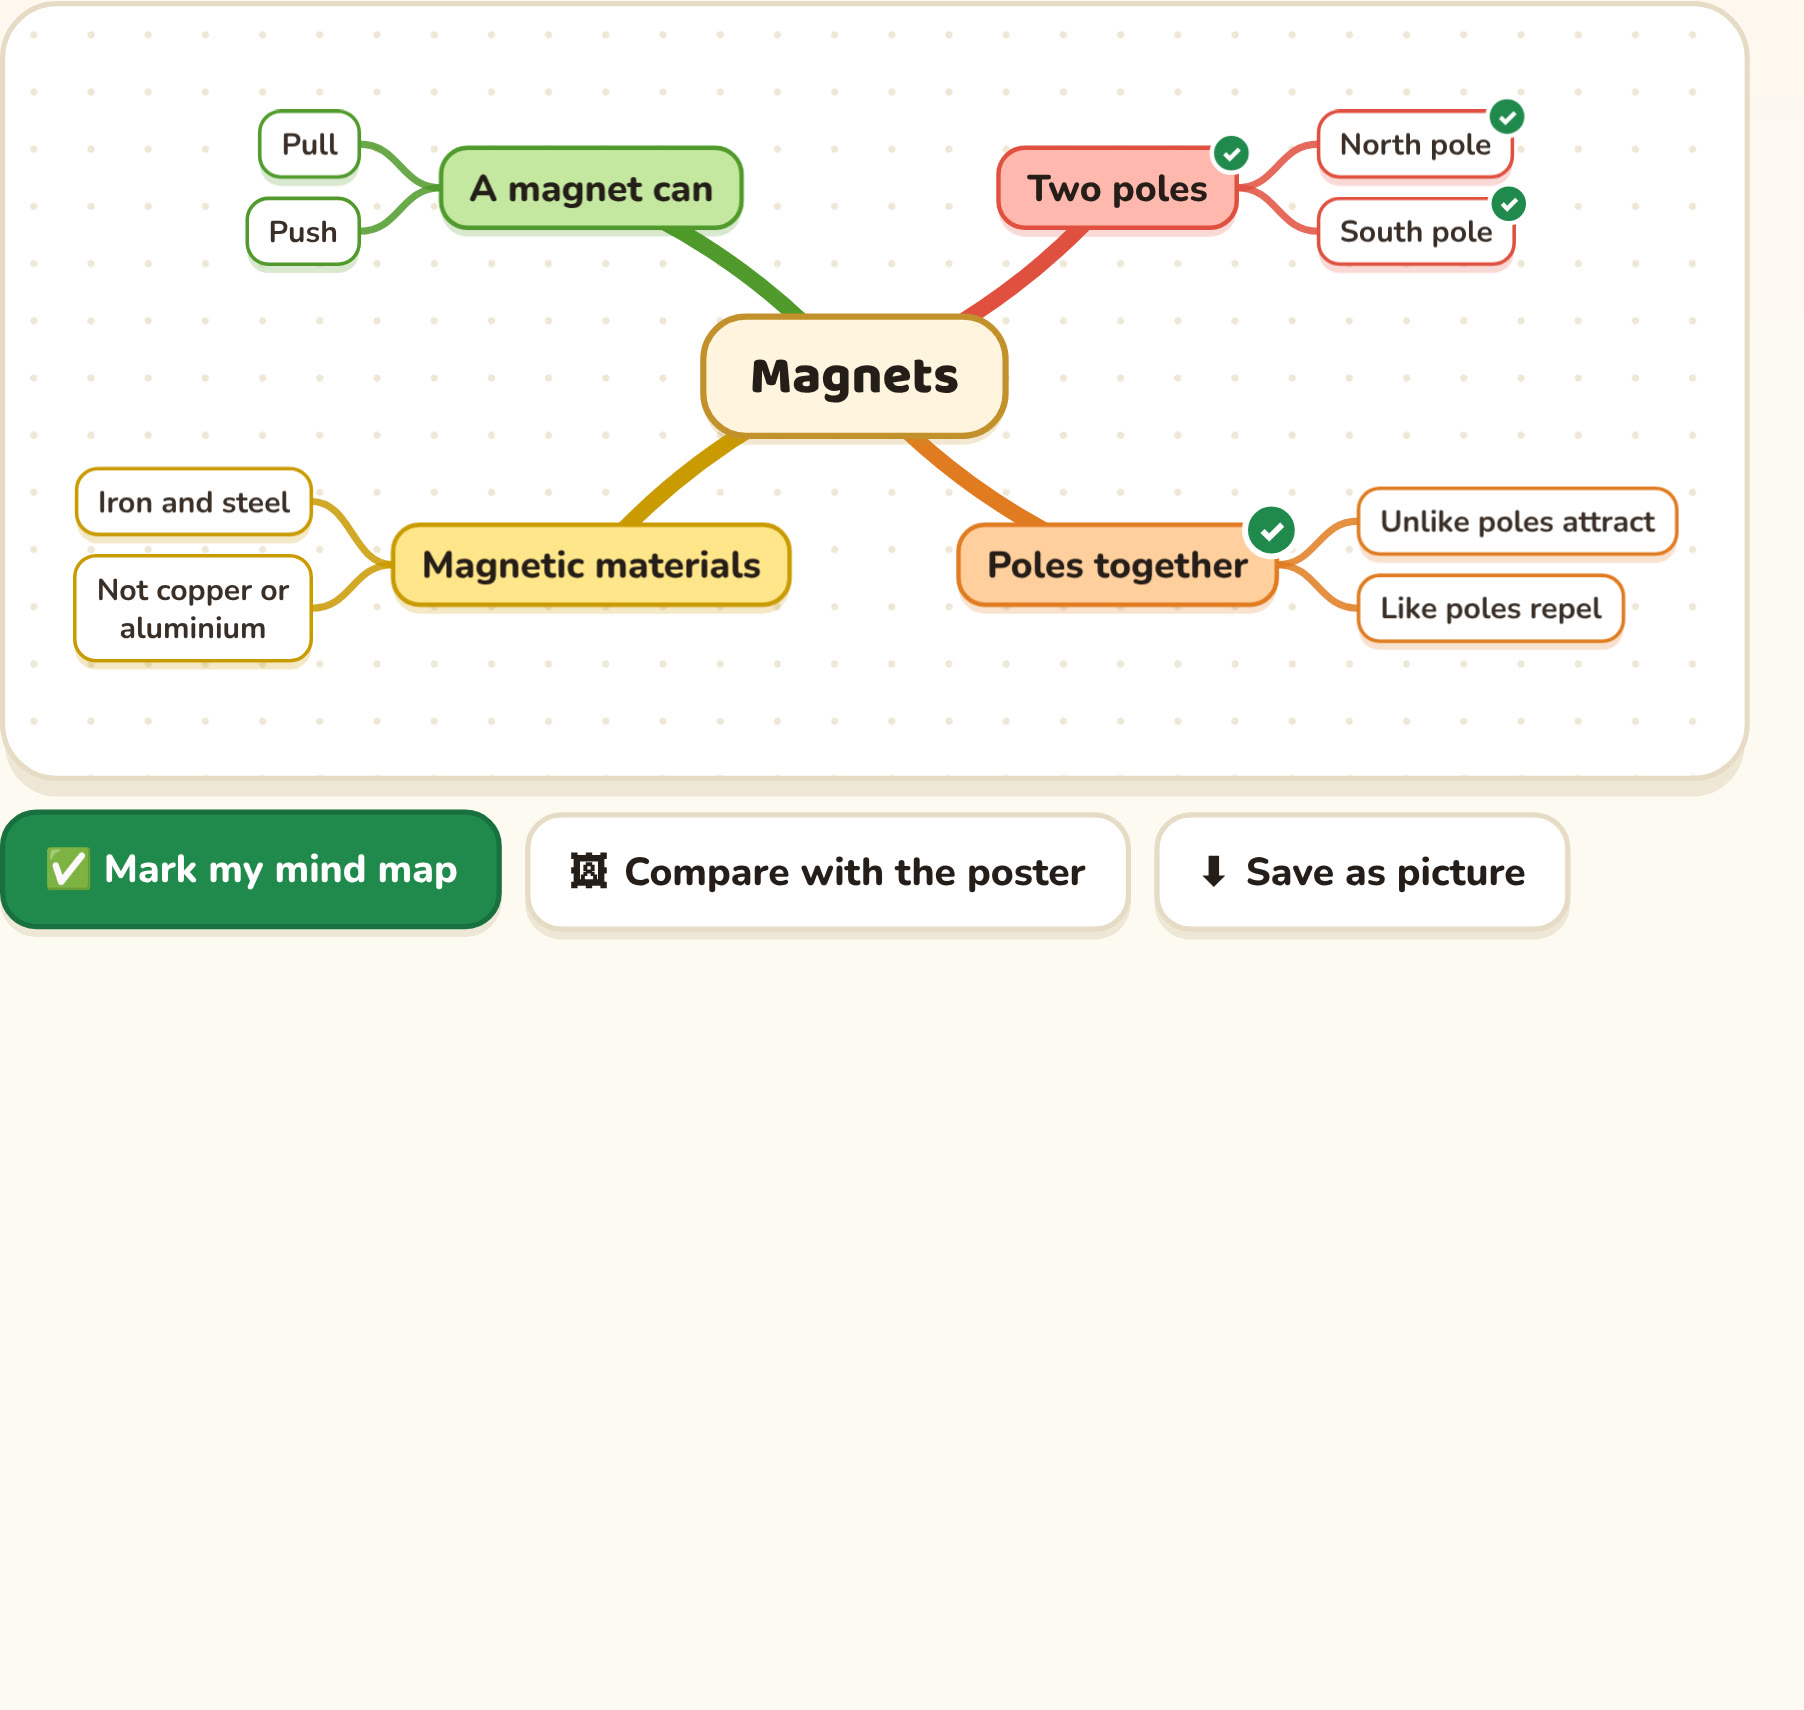 Pull
Push
A magnet can
Two poles
North pole
South pole
Magnets
Iron and steel
Not copper or
aluminium
Magnetic materials
Poles together
Unlike poles attract
Like poles repel
✅ Mark my mind map
🖼 Compare with the poster
⬇ Save as picture